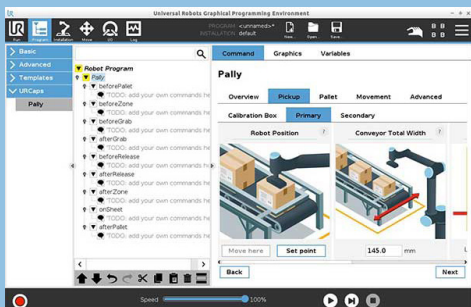 Universal Robots Graphical Programming Environment
UR
Run
Program
Installation
Move
I/O
Log
PROGRAM <unnamed>*
INSTALLATION default
New...
Open...
Save...
Basic
Advanced
Templates
URCaps
Pally
Robot Program
Pally
beforePallet
TODO: add your own commands he
beforeZone
TODO: add your own commands he
beforeGrab
TODO: add your own commands he
afterGrab
TODO: add your own commands he
beforeRelease
TODO: add your own commands he
afterRelease
TODO: add your own commands he
afterZone
TODO: add your own commands he
onSheet
TODO: add your own commands he
afterPallet
TODO: add your own commands he
Command Graphics Variables
Pally
Overview Pickup Pallet Movement Advanced
Calibration Box Primary Secondary
Robot Position ?
Conveyor Total Width ?
Move here Set point
145.0 mm
Back Next
Speed 100%